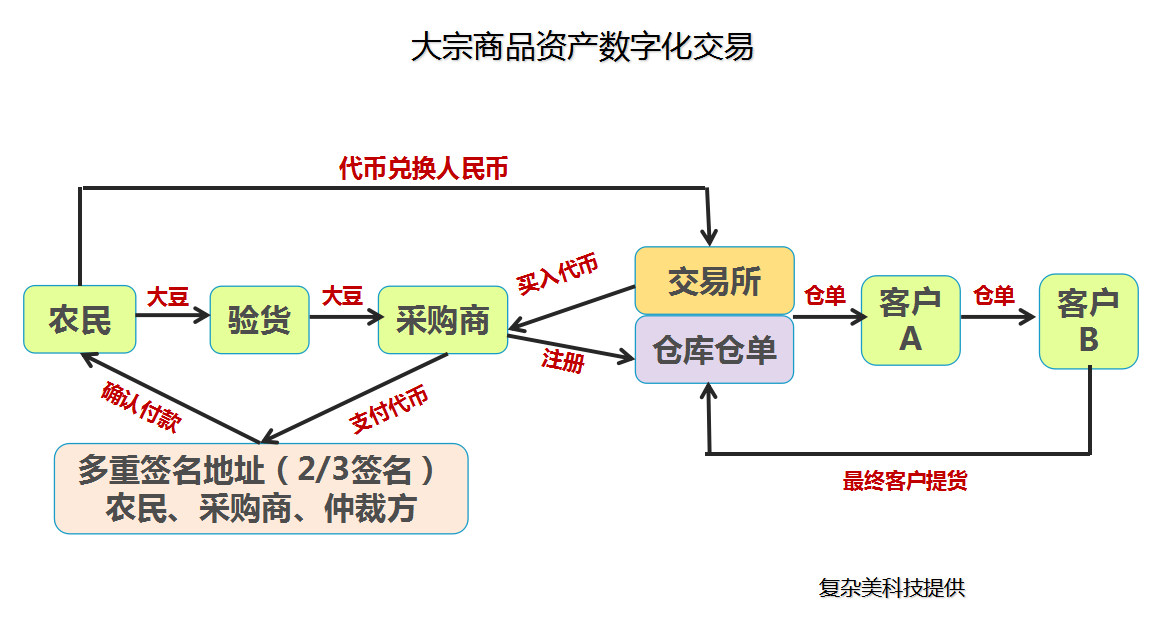 大宗商品资产数字化交易
代币兑换人民币
农民
大豆
验货
大豆
采购商
买入代币
注册
交易所
仓库仓单
仓单
客户
A
仓单
客户
B
确认付款
支付代币
多重签名地址（2/3签名）
农民、采购商、仲裁方
最终客户提货
复杂美科技提供